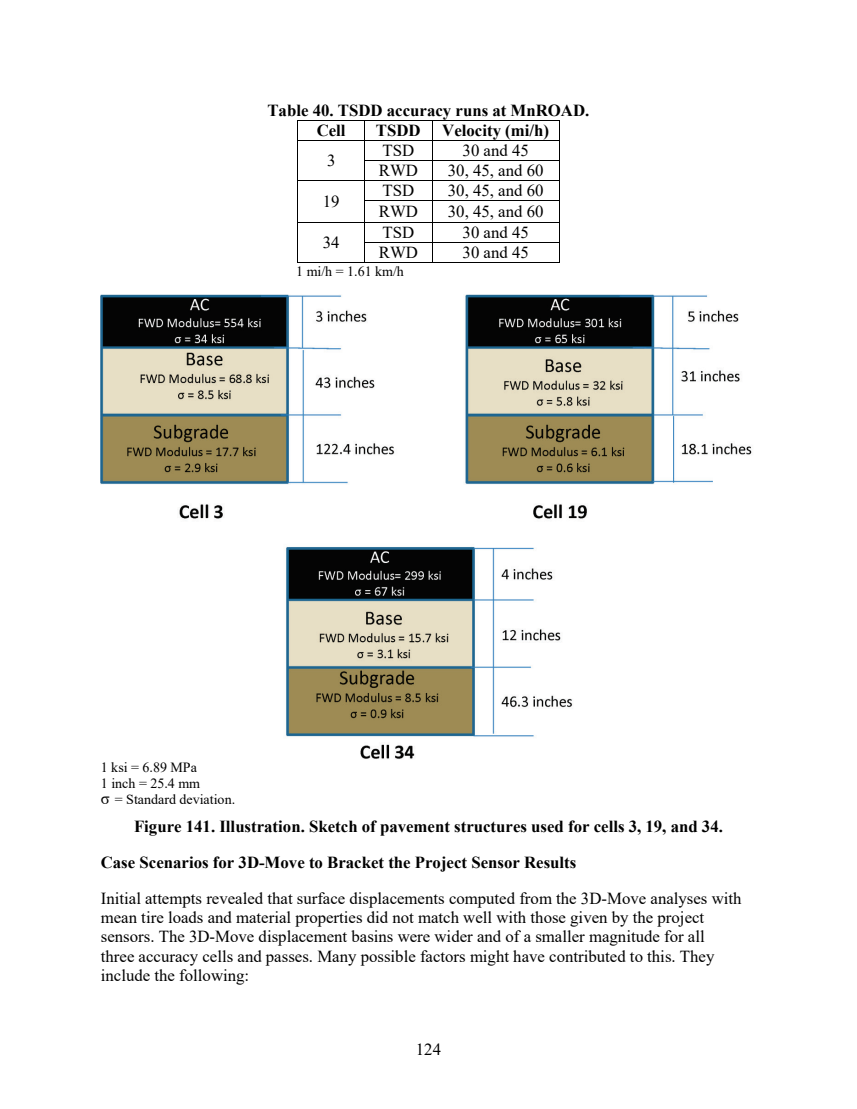 Table 40. TSDD accuracy runs at MnROAD.
Cell TSDD Velocity (mi/h)
3 TSD 30 and 45
RWD 30, 45, and 60
19 TSD 30, 45, and 60
RWD 30, 45, and 60
34 TSD 30 and 45
RWD 30 and 45
1 mi/h = 1.61 km/h
AC
FWD Modulus= 554 ksi
σ = 34 ksi
3 inches
Base
FWD Modulus = 68.8 ksi
σ = 8.5 ksi
43 inches
Subgrade
FWD Modulus = 17.7 ksi
σ = 2.9 ksi
122.4 inches
Cell 3
AC
FWD Modulus= 301 ksi
σ = 65 ksi
5 inches
Base
FWD Modulus = 32 ksi
σ = 5.8 ksi
31 inches
Subgrade
FWD Modulus = 6.1 ksi
σ = 0.6 ksi
18.1 inches
Cell 19
AC
FWD Modulus= 299 ksi
σ = 67 ksi
4 inches
Base
FWD Modulus = 15.7 ksi
σ = 3.1 ksi
12 inches
Subgrade
FWD Modulus = 8.5 ksi
σ = 0.9 ksi
46.3 inches
Cell 34
1 ksi = 6.89 MPa
1 inch = 25.4 mm
σ = Standard deviation.
Figure 141. Illustration. Sketch of pavement structures used for cells 3, 19, and 34.
Case Scenarios for 3D-Move to Bracket the Project Sensor Results
Initial attempts revealed that surface displacements computed from the 3D-Move analyses with
mean tire loads and material properties did not match well with those given by the project
sensors. The 3D-Move displacement basins were wider and of a smaller magnitude for all
three accuracy cells and passes. Many possible factors might have contributed to this. They
include the following:
124